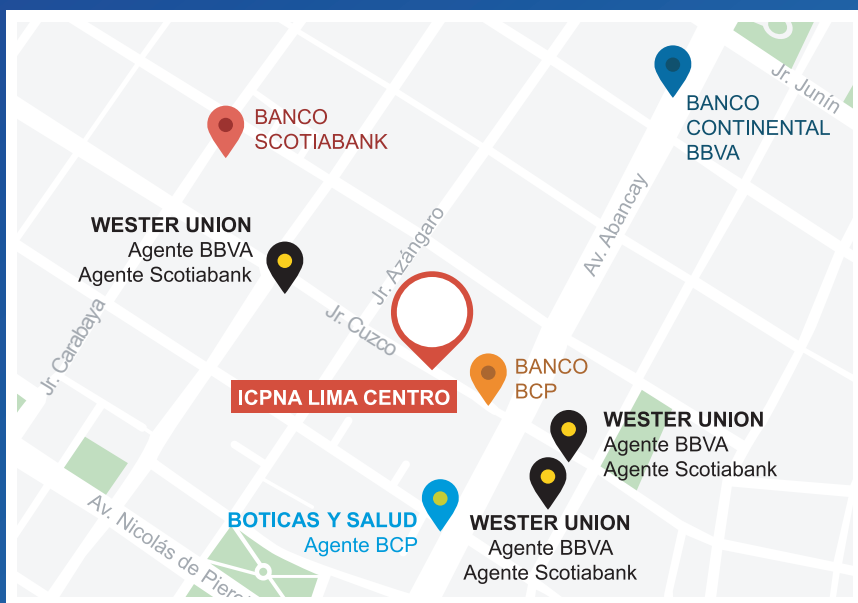 Jr. Junín
BANCO
CONTINENTAL
BBVA
BANCO
SCOTIABANK
Av. Abancay
WESTER UNION
Agente BBVA
Agente Scotiabank
Jr. Azángaro
Jr. Carabaya
Jr. Cuzco
ICPNA LIMA CENTRO
BANCO
BCP
WESTER UNION
Agente BBVA
Agente Scotiabank
BOTICAS Y SALUD
Agente BCP
WESTER UNION
Agente BBVA
Agente Scotiabank
Av. Nicolás de